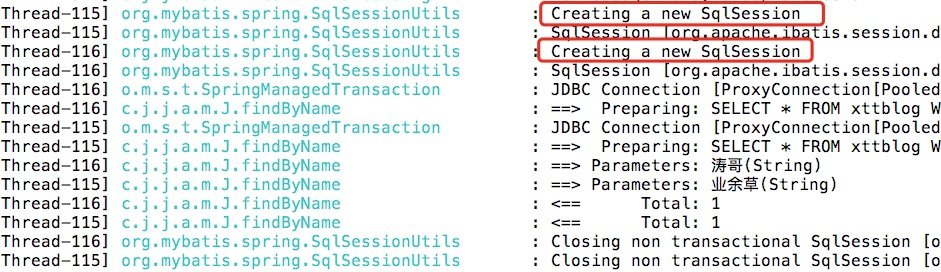 Thread-115] org.mybatis.spring.SqlSessionUtils : Creating a new SqlSession
Thread-115] org.mybatis.spring.SqlSessionUtils : SqlSession [org.apache.ibatis.session.d
Thread-116] org.mybatis.spring.SqlSessionUtils : Creating a new SqlSession
Thread-116] org.mybatis.spring.SqlSessionUtils : SqlSession [org.apache.ibatis.session.d
Thread-116] o.m.s.t.SpringManagedTransaction : JDBC Connection [ProxyConnection[Pooled
Thread-116] c.j.j.a.m.J.findByName : ==> Preparing: SELECT * FROM xttblog W
Thread-115] o.m.s.t.SpringManagedTransaction : JDBC Connection [ProxyConnection[Pooled
Thread-115] c.j.j.a.m.J.findByName : ==> Preparing: SELECT * FROM xttblog W
Thread-116] c.j.j.a.m.J.findByName : ==> Parameters: 涛哥(String)
Thread-115] c.j.j.a.m.J.findByName : ==> Parameters: 业余草(String)
Thread-116] c.j.j.a.m.J.findByName : <== Total: 1
Thread-115] c.j.j.a.m.J.findByName : <== Total: 1
Thread-116] org.mybatis.spring.SqlSessionUtils : Closing non transactional SqlSession [o
Thread-115] org.mybatis.spring.SqlSessionUtils : Closing non transactional SqlSession [o